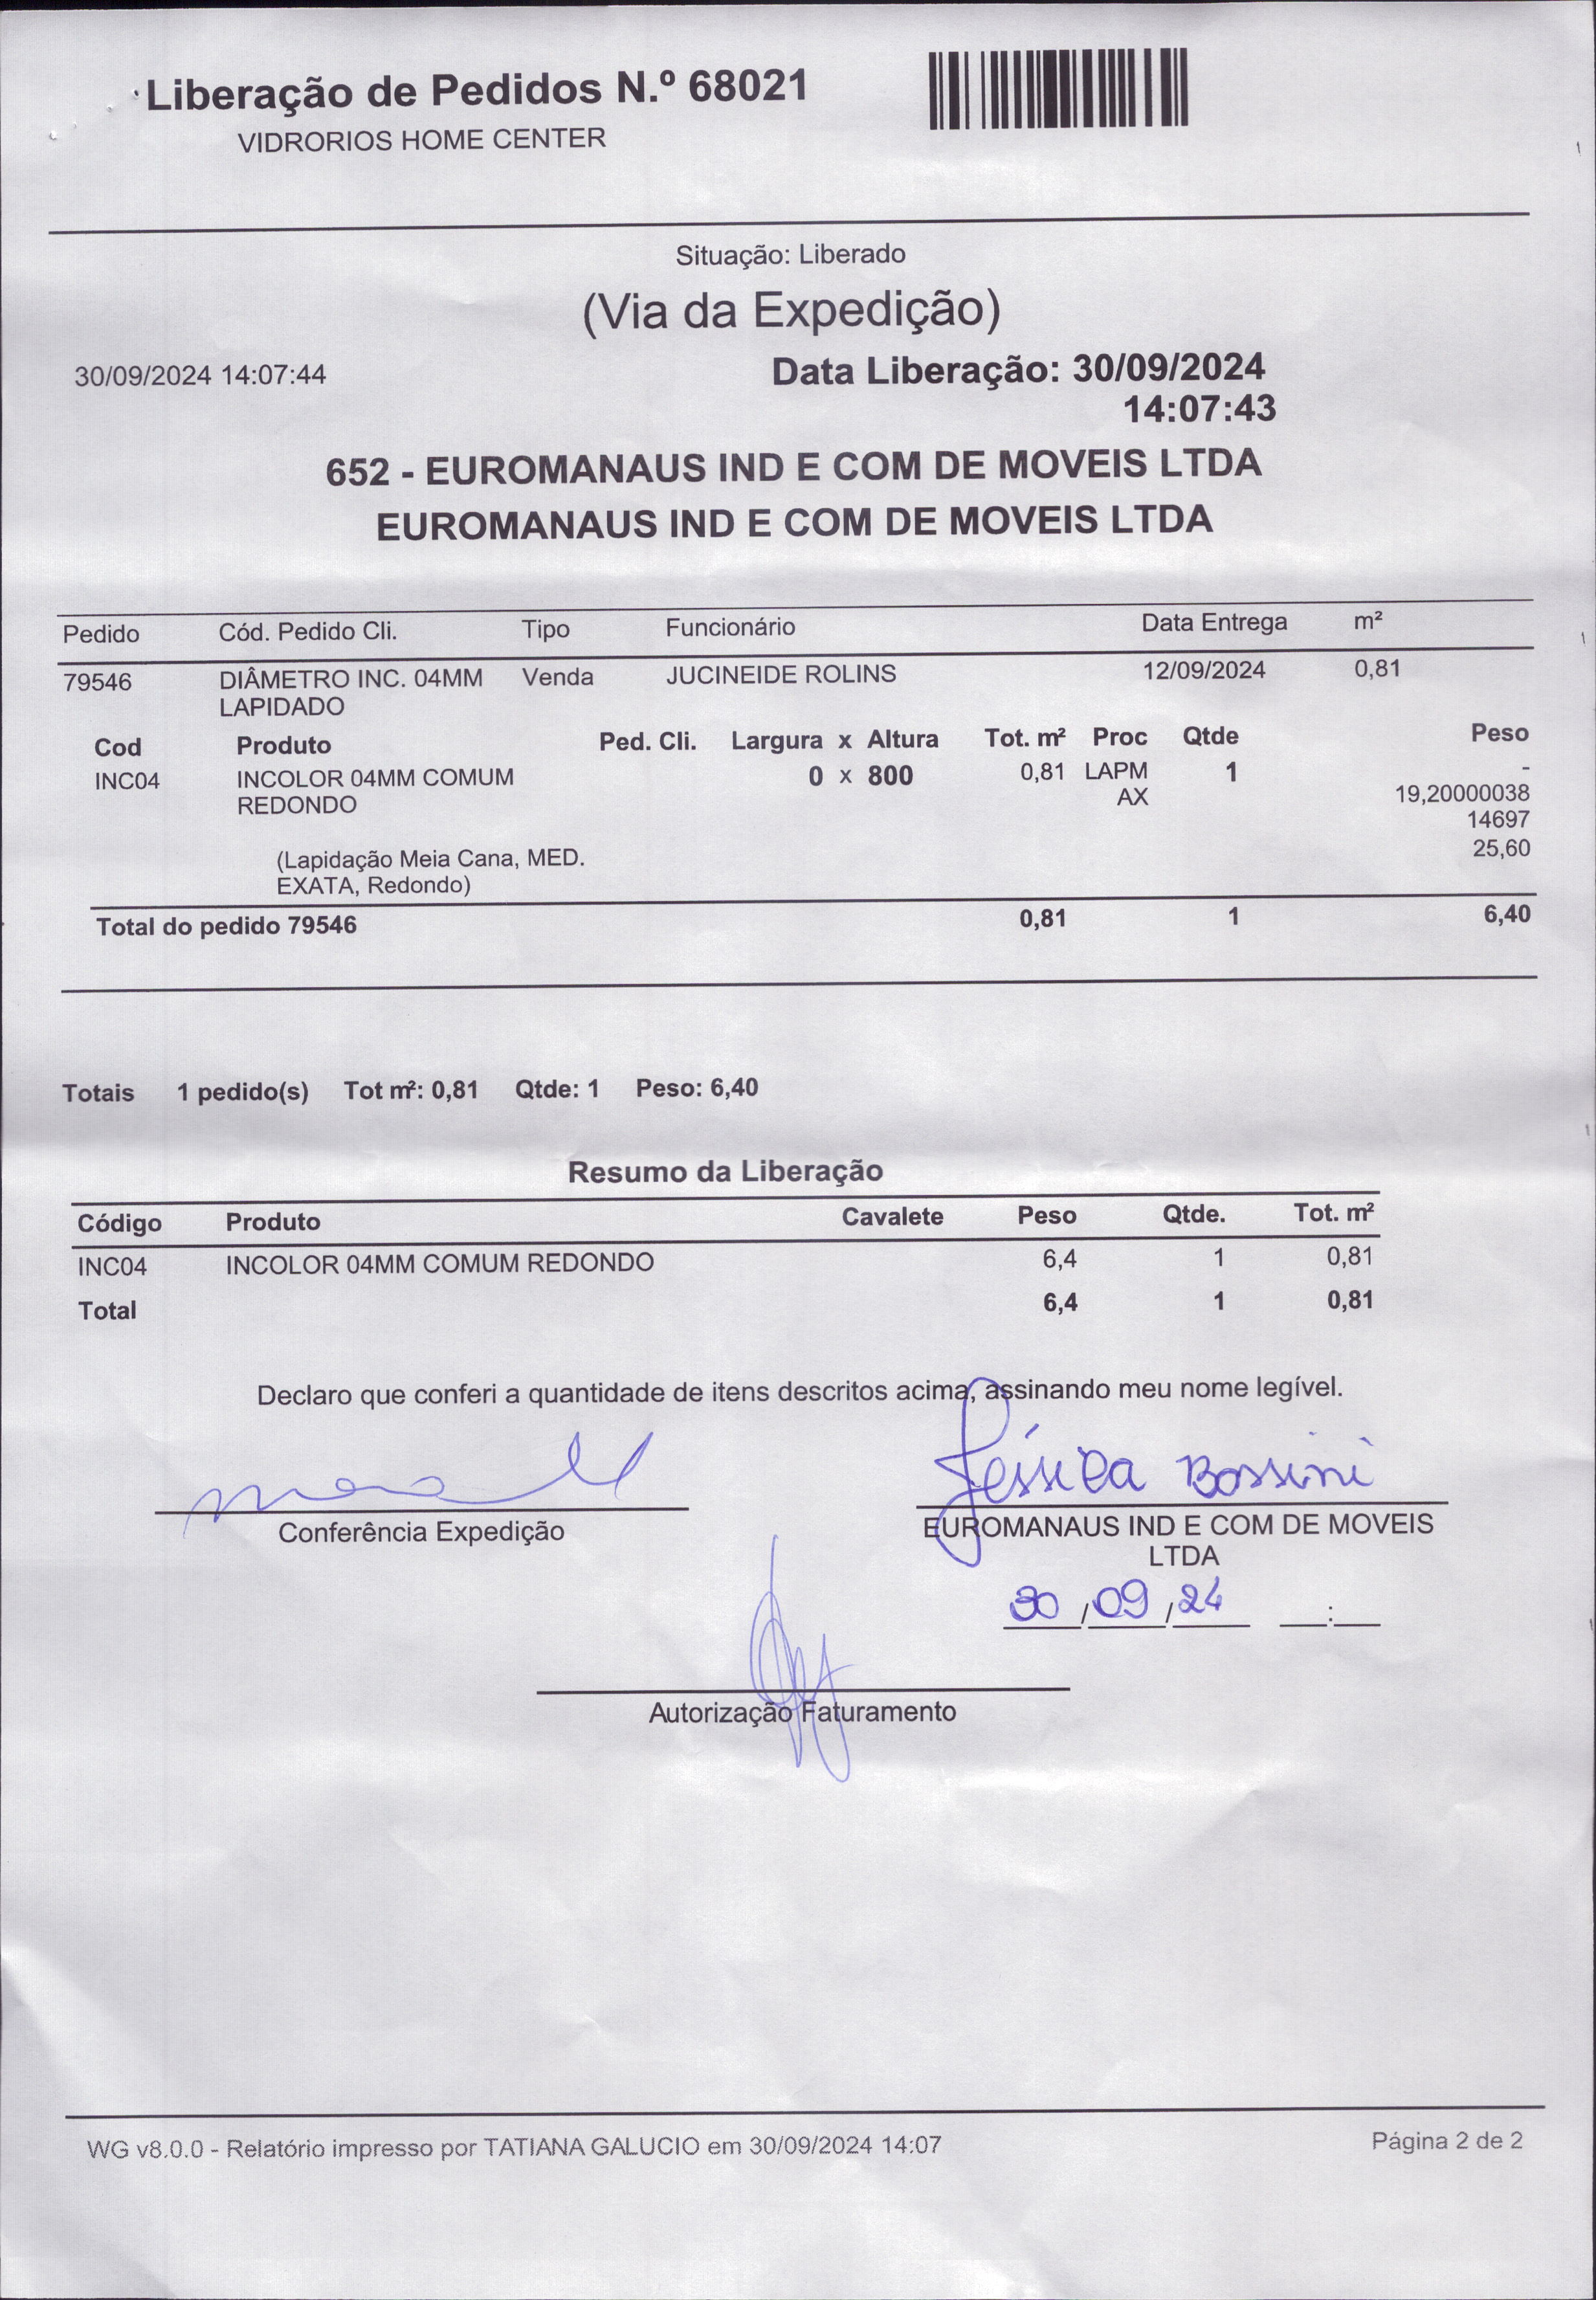 Liberação de Pedidos N.º 68021
VIDRORIOS HOME CENTER
Situação: Liberado
(Via da Expedição)
30/09/2024 14:07:44 Data Liberação: 30/09/2024
14:07:43
652 - EUROMANAUS IND E COM DE MOVEIS LTDA
EUROMANAUS IND E COM DE MOVEIS LTDA
Pedido Cód. Pedido Cli. Tipo Funcionário Data Entrega m²
79546 DIÂMETRO INC. 04MM Venda JUCINEIDE ROLINS 12/09/2024 0,81
LAPIDADO
Cod Produto Ped. Cli. Largura x Altura Tot. m² Proc Qtde Peso
INC04 INCOLOR 04MM COMUM 0 x 800 0,81 LAPM 1 -
REDONDO AX 19,20000038
14697
(Lapidação Meia Cana, MED. 25,60
EXATA, Redondo)
Total do pedido 79546 0,81 1 6,40
Totais 1 pedido(s) Tot m²: 0,81 Qtde: 1 Peso: 6,40
Resumo da Liberação
Código Produto Cavalete Peso Qtde. Tot. m²
INC04 INCOLOR 04MM COMUM REDONDO 6,4 1 0,81
Total 6,4 1 0,81
Declaro que conferi a quantidade de itens descritos acima, assinando meu nome legível.
Jéssica Bossini
Conferência Expedição EUROMANAUS IND E COM DE MOVEIS
LTDA
30/09/24 __:__
Autorização Faturamento
WG v8.0.0 - Relatório impresso por TATIANA GALUCIO em 30/09/2024 14:07 Página 2 de 2